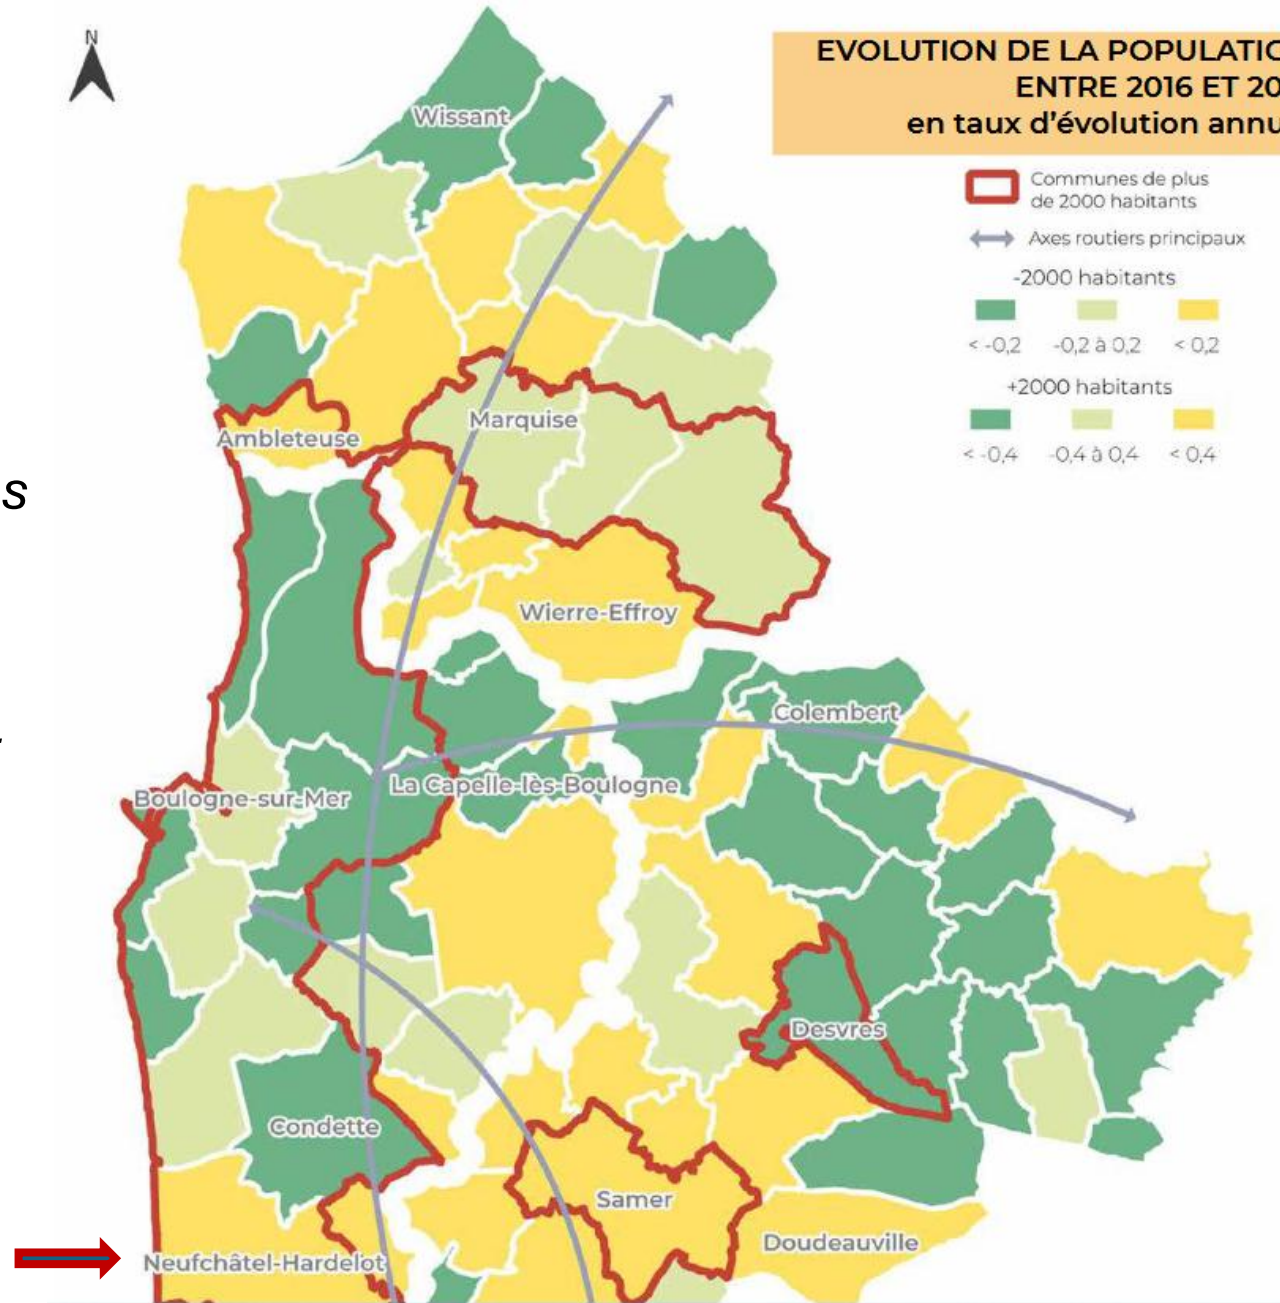 N
EVOLUTION DE LA POPULATIO
ENTRE 2016 ET 20
en taux d'évolution annu
Communes de plus
de 2000 habitants
Axes routiers principaux
-2000 habitants
< -0,2 -0,2 à 0,2 < 0,2
+2000 habitants
< -0,4 -0,4 à 0,4 < 0,4
Wissant
Marquise
Ambleteuse
s
Wierre-Effroy
Colembert
La Capelle-lès-Boulogne
Boulogne-sur-Mer
Desvres
Condette
Samer
Doudeauville
Neufchâtel-Hardelot